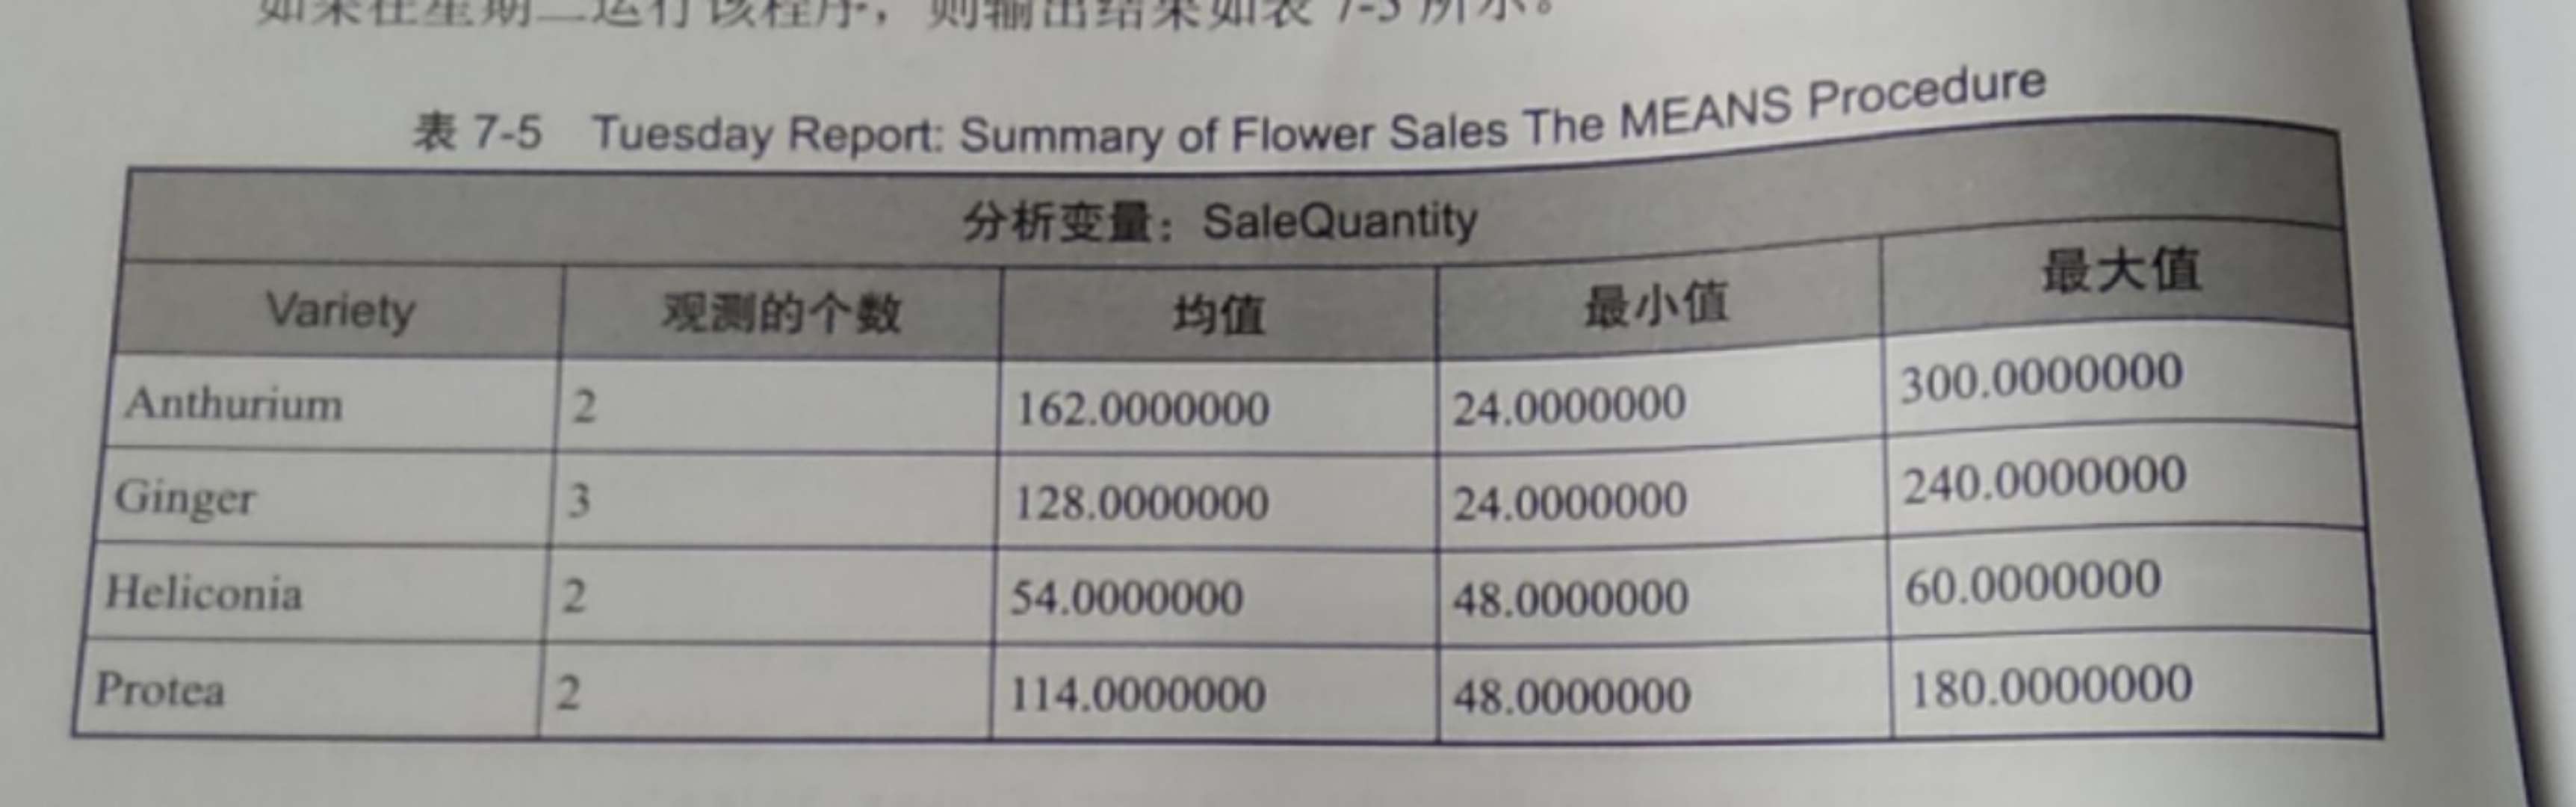 如果在星期二运行该程序,则输出结果如表 7-5 所示。
表 7-5 Tuesday Report: Summary of Flower Sales The MEANS Procedure
分析变量：SaleQuantity
Variety 观测的个数 均值 最小值 最大值
Anthurium 2 162.0000000 24.0000000 300.0000000
Ginger 3 128.0000000 24.0000000 240.0000000
Heliconia 2 54.0000000 48.0000000 60.0000000
Protea 2 114.0000000 48.0000000 180.0000000